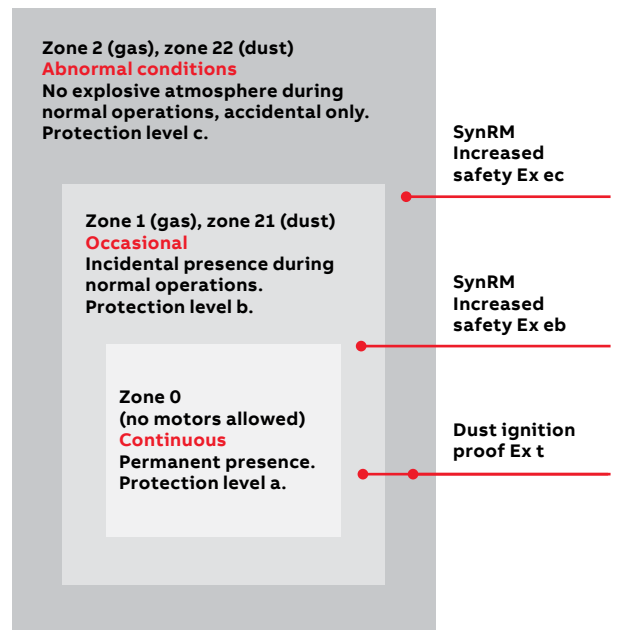 Zone 2 (gas), zone 22 (dust)
Abnormal conditions
No explosive atmosphere during
normal operations, accidental only.
Protection level c.
SynRM
Increased
safety Ex ec
Zone 1 (gas), zone 21 (dust)
Occasional
Incidental presence during
normal operations.
Protection level b.
SynRM
Increased
safety Ex eb
Zone 0
(no motors allowed)
Continuous
Permanent presence.
Protection level a.
Dust ignition
proof Ex t